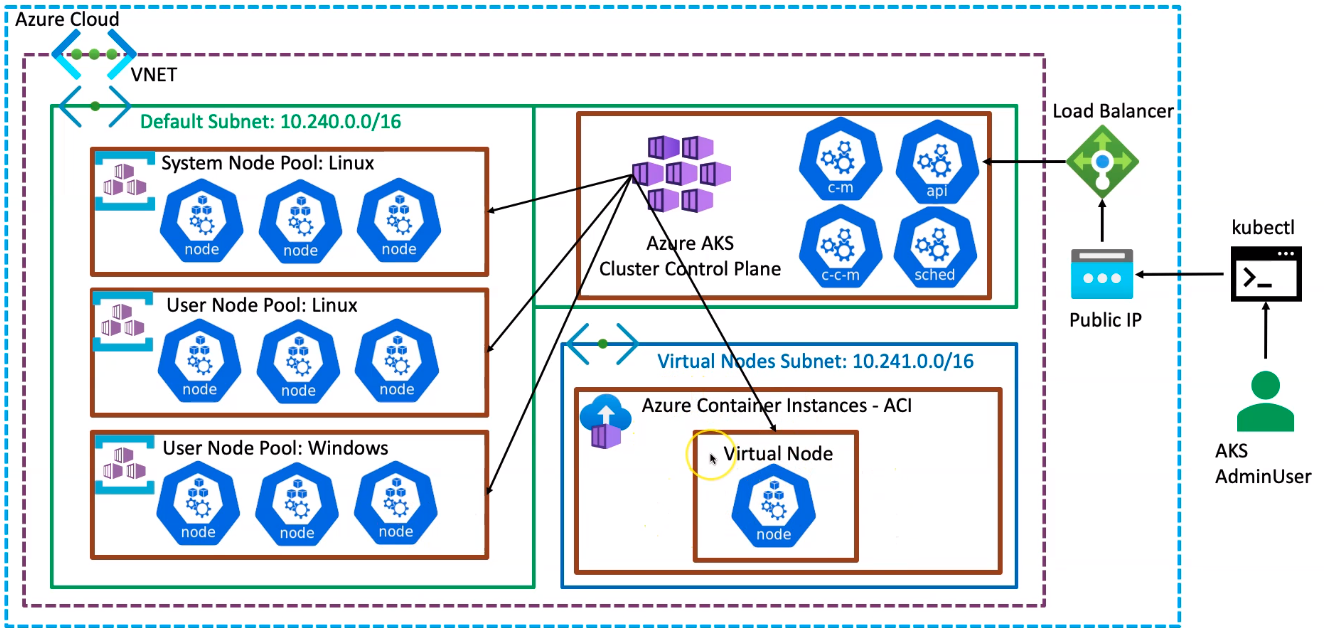 Azure Cloud
VNET
Default Subnet: 10.240.0.0/16
System Node Pool: Linux
node
node
node
User Node Pool: Linux
node
node
node
User Node Pool: Windows
node
node
node
Azure AKS
Cluster Control Plane
c-m
api
c-c-m
sched
Virtual Nodes Subnet: 10.241.0.0/16
Azure Container Instances - ACI
Virtual Node
node
Load Balancer
Public IP
kubectl
>_
AKS
AdminUser